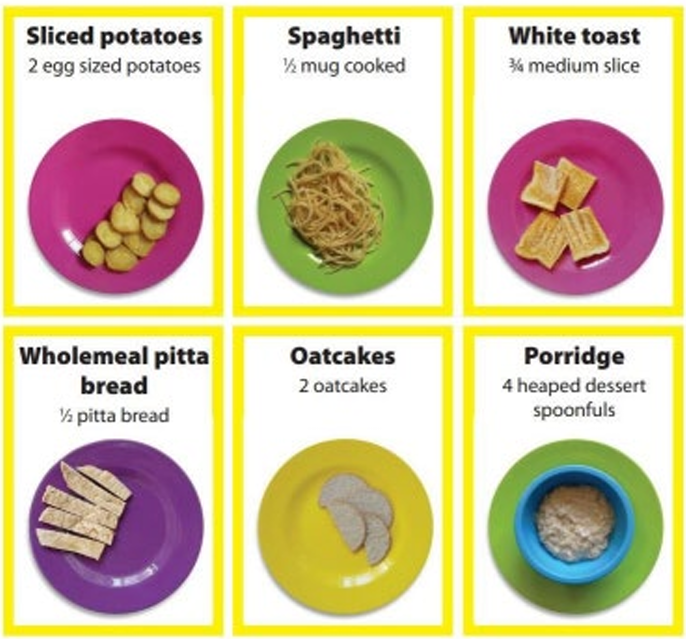 Sliced potatoes
2 egg sized potatoes
Spaghetti
½ mug cooked
White toast
¾ medium slice
Wholemeal pitta
bread
½ pitta bread
Oatcakes
2 oatcakes
Porridge
4 heaped dessert
spoonfuls